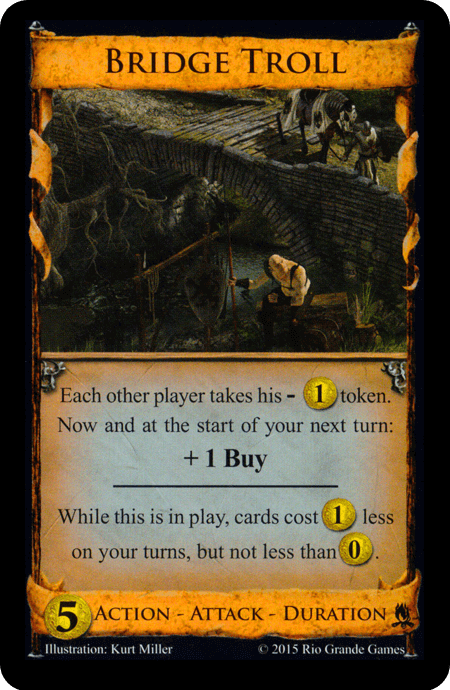 BRIDGE TROLL
Each other player takes his - 1 token.
Now and at the start of your next turn:
+ 1 Buy
While this is in play, cards cost 1 less
on your turns, but not less than 0.
5 ACTION - ATTACK - DURATION
Illustration: Kurt Miller © 2015 Rio Grande Games